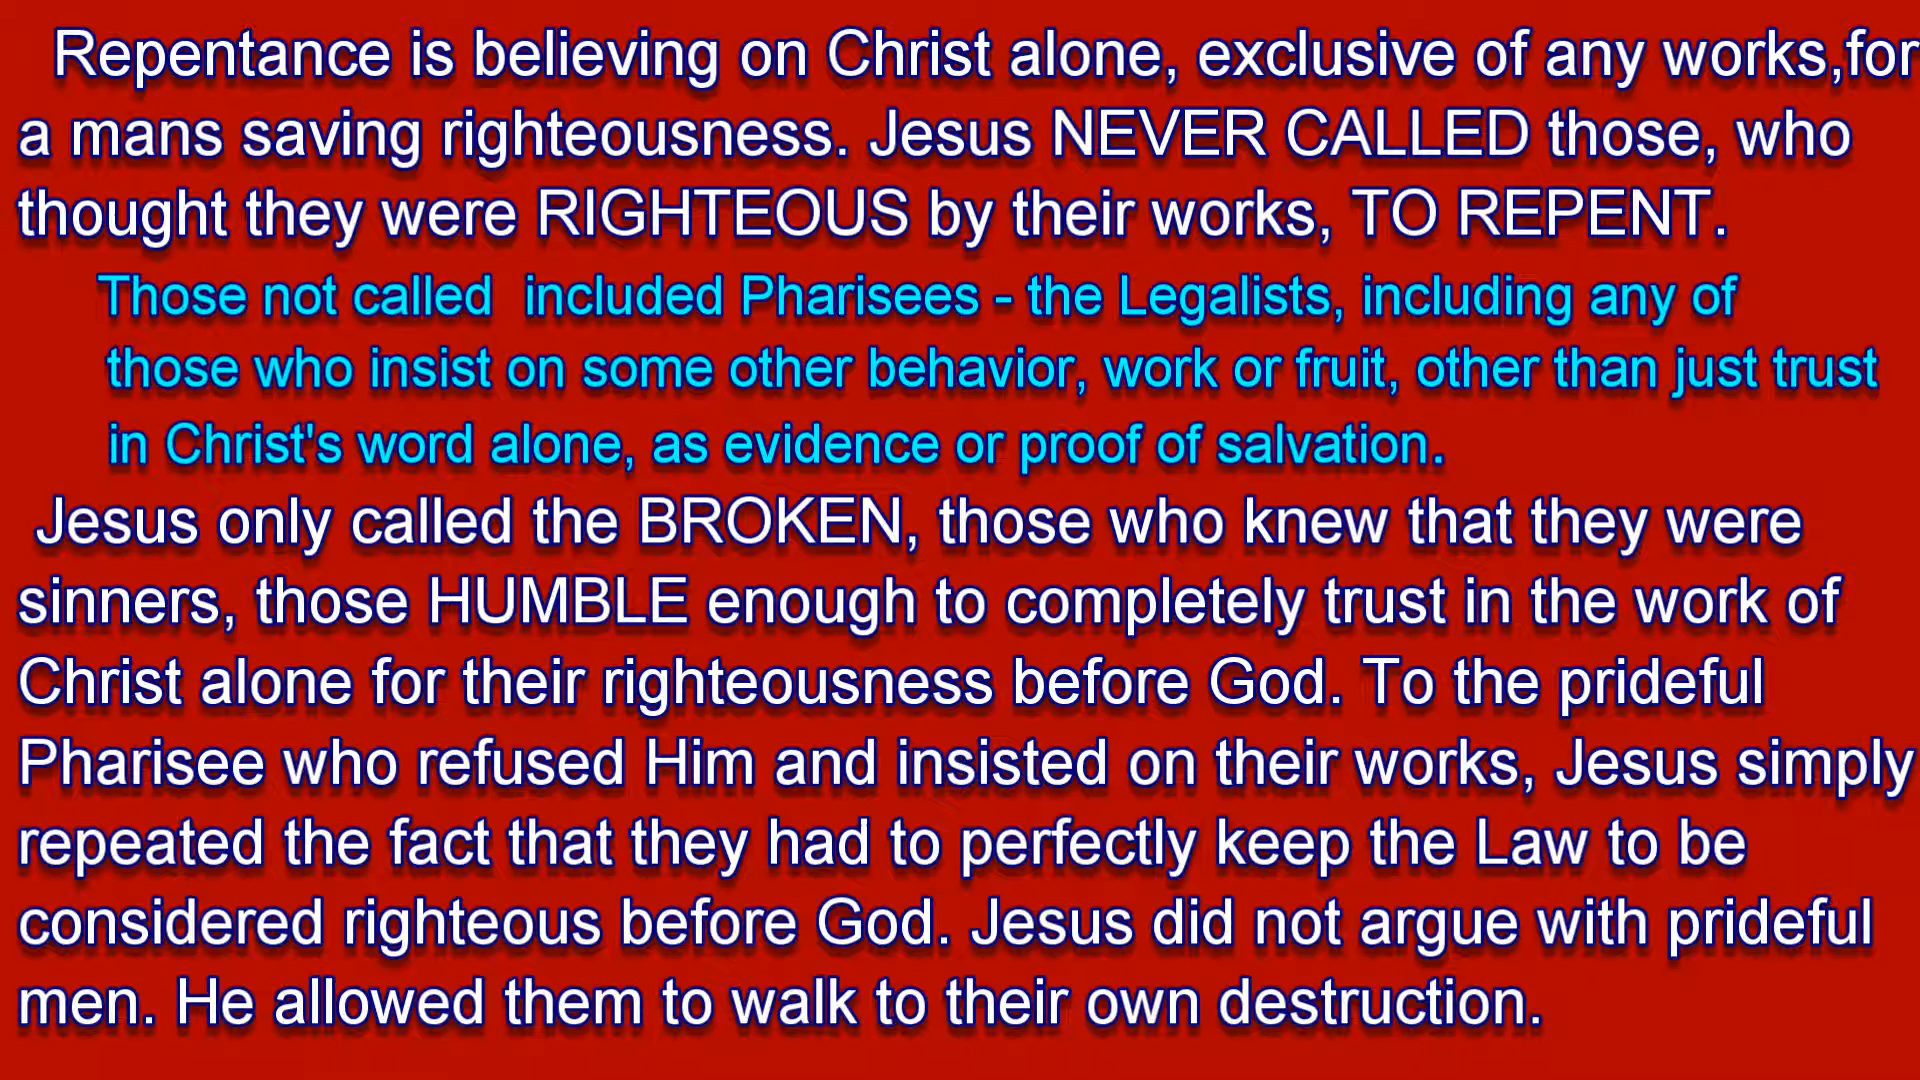 Repentance is believing on Christ alone, exclusive of any works,for
a mans saving righteousness. Jesus NEVER CALLED those, who
thought they were RIGHTEOUS by their works, TO REPENT.
Those not called  included Pharisees - the Legalists, including any of
those who insist on some other behavior, work or fruit, other than just trust
in Christ's word alone, as evidence or proof of salvation.
Jesus only called the BROKEN, those who knew that they were
sinners, those HUMBLE enough to completely trust in the work of
Christ alone for their righteousness before God. To the prideful
Pharisee who refused Him and insisted on their works, Jesus simply
repeated the fact that they had to perfectly keep the Law to be
considered righteous before God. Jesus did not argue with prideful
men. He allowed them to walk to their own destruction.